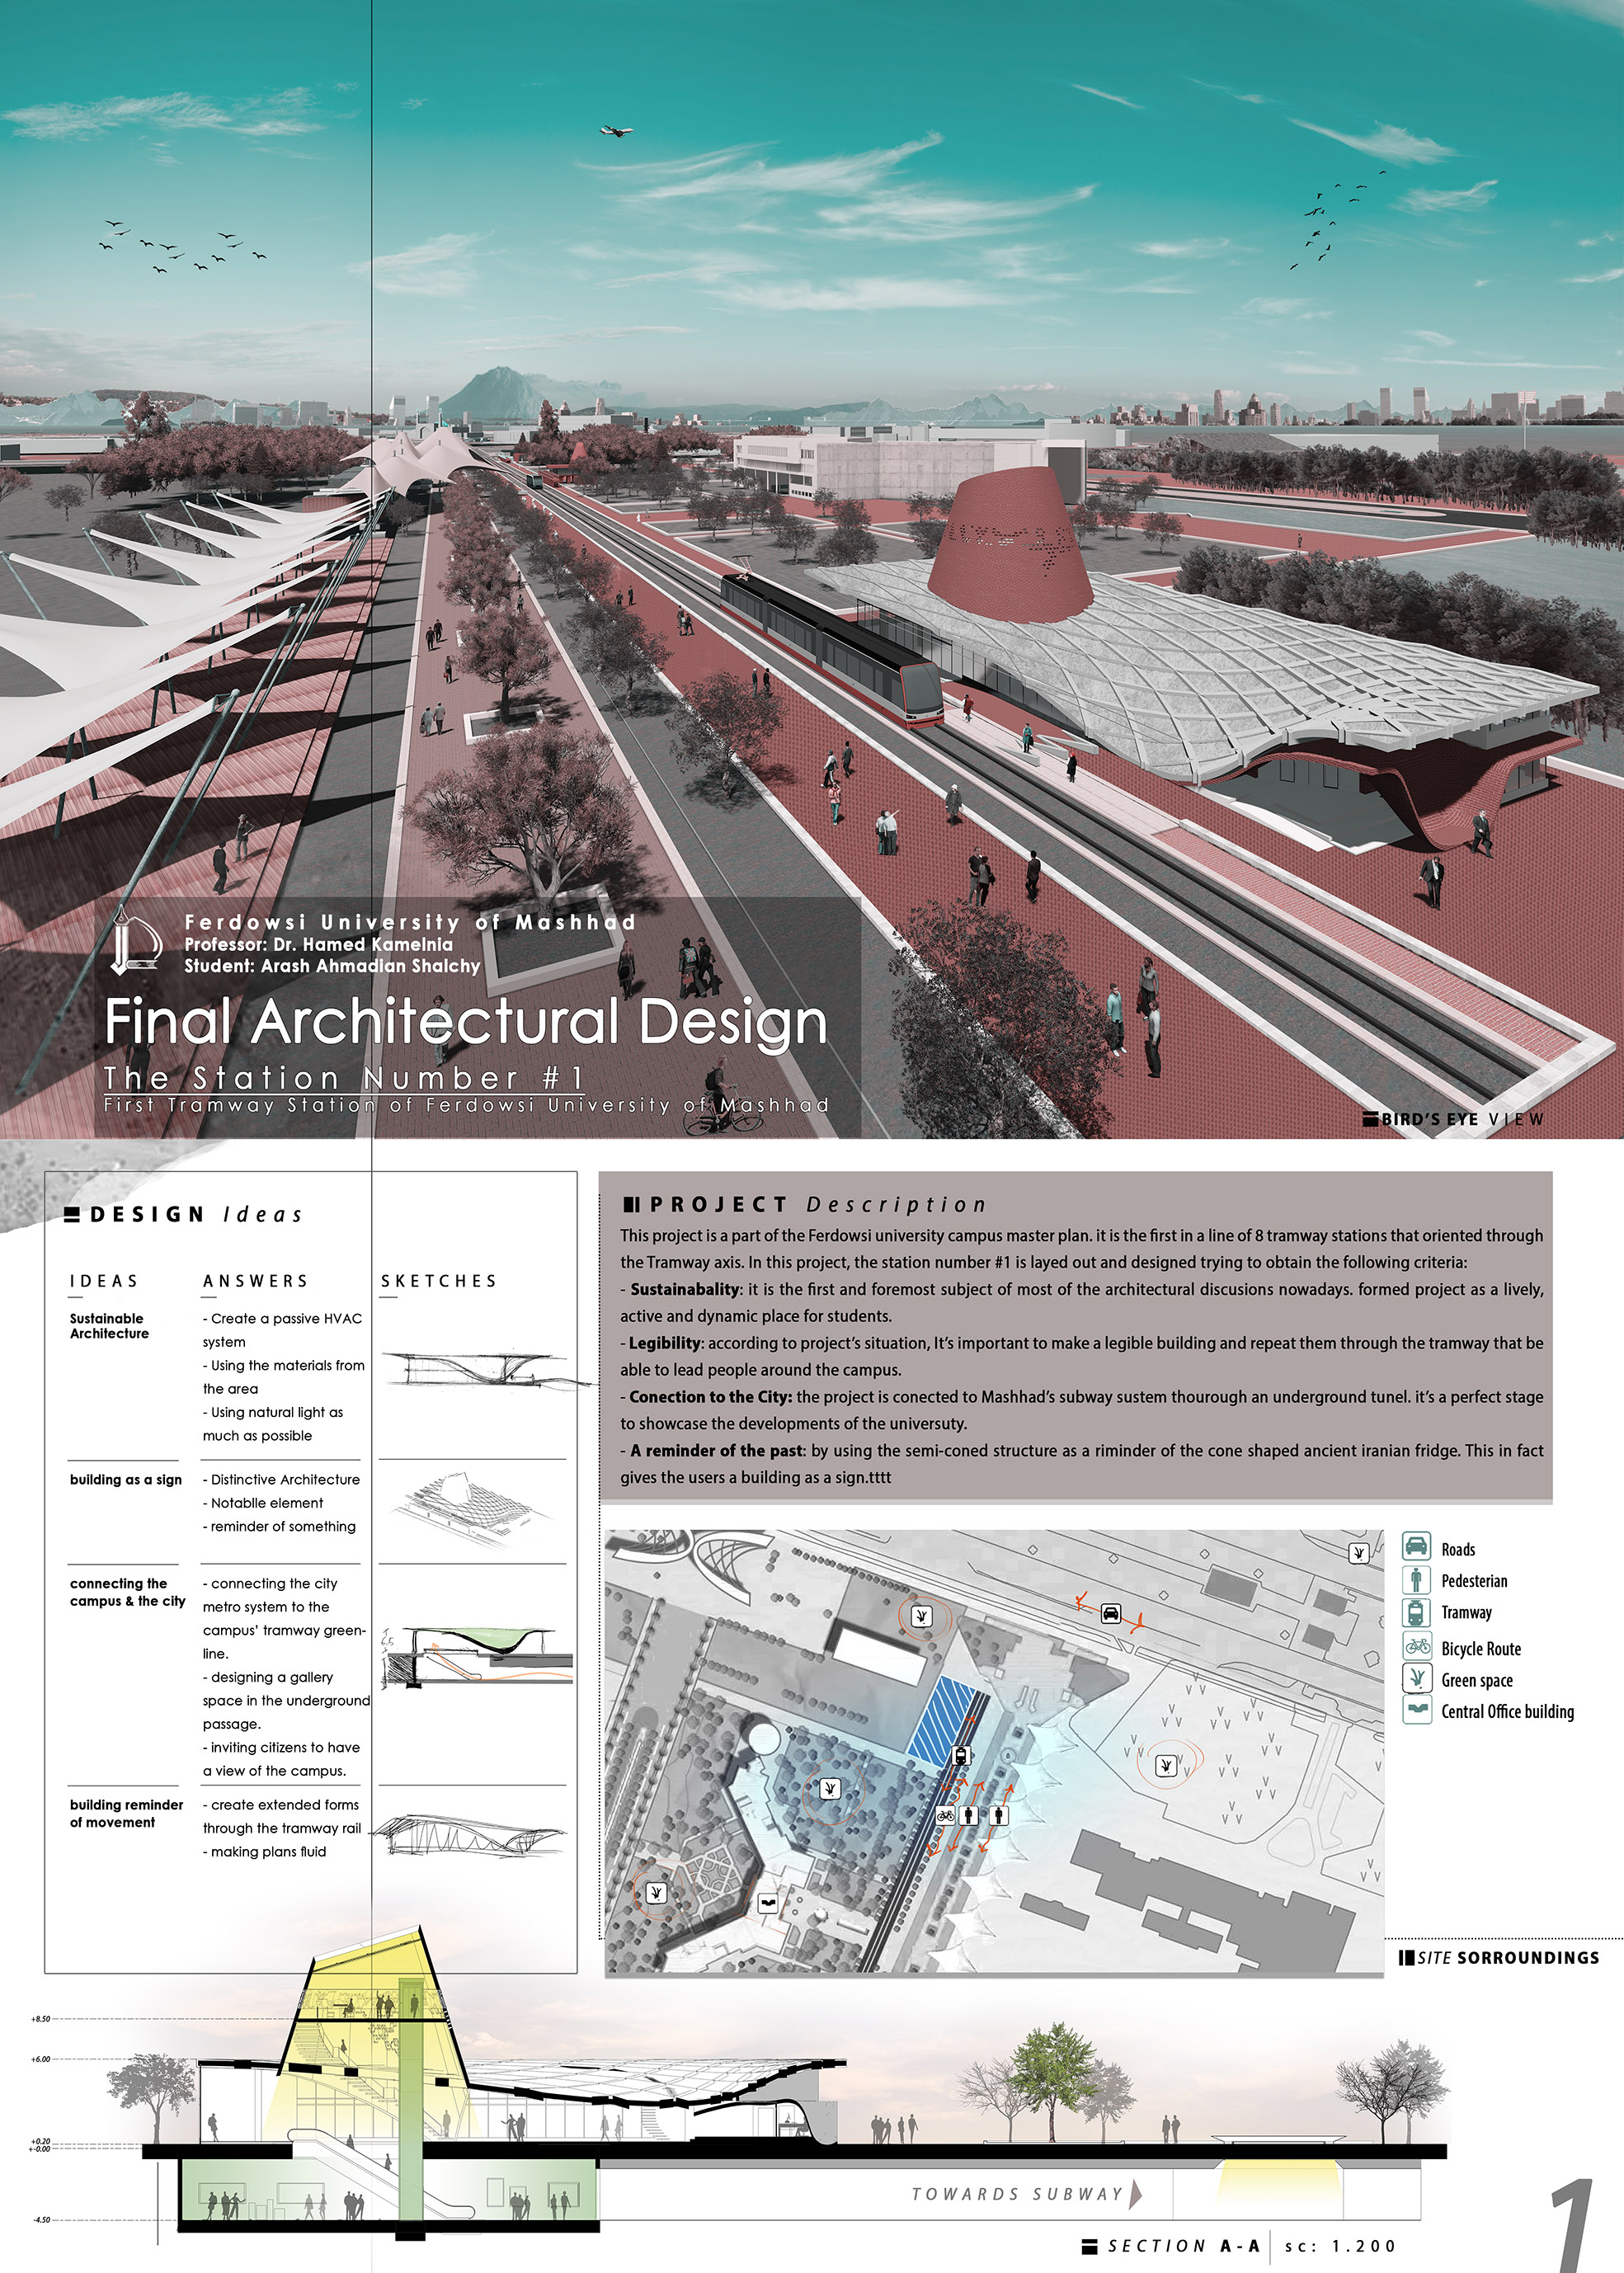 Ferdowsi University of Mashhad
Professor: Dr. Hamed Kamelnia
Student: Arash Ahmadian Shalchy
Final Architectural Design
The Station Number #1
First Tramway Station of Ferdowsi University of Mashhad
BIRD'S EYE VIEW
DESIGN Ideas
IDEAS ANSWERS SKETCHES
Sustainable
Architecture
- Create a passive HVAC
system
- Using the materials from
the area
- Using natural light as
much as possible
building as a sign
- Distinctive Architecture
- Notablle element
- reminder of something
connecting the
campus & the city
- connecting the city
metro system to the
campus' tramway green-
line.
- designing a gallery
space in the underground
passage.
- inviting citizens to have
a view of the campus.
6.5
building reminder
of movement
- create extended forms
through the tramway rail
- making plans fluid
PROJECT Description
This project is a part of the Ferdowsi university campus master plan. it is the first in a line of 8 tramway stations that oriented through
the Tramway axis. In this project, the station number #1 is layed out and designed trying to obtain the following criteria:
- Sustainabality: it is the first and foremost subject of most of the architectural discusions nowadays. formed project as a lively,
active and dynamic place for students.
- Legibility: according to project's situation, It's important to make a legible building and repeat them through the tramway that be
able to lead people around the campus.
- Conection to the City: the project is conected to Mashhad's subway sustem thourough an underground tunel. it's a perfect stage
to showcase the developments of the universuty.
- A reminder of the past: by using the semi-coned structure as a riminder of the cone shaped ancient iranian fridge. This in fact
gives the users a building as a sign.tttt
Roads
Pedesterian
Tramway
Bicycle Route
Green space
Central Office building
SITE SORROUNDINGS
+8.50
+6.00
+0.20
+-0.00
-4.50
TOWARDS SUBWAY
SECTION A-A sc: 1.200
1